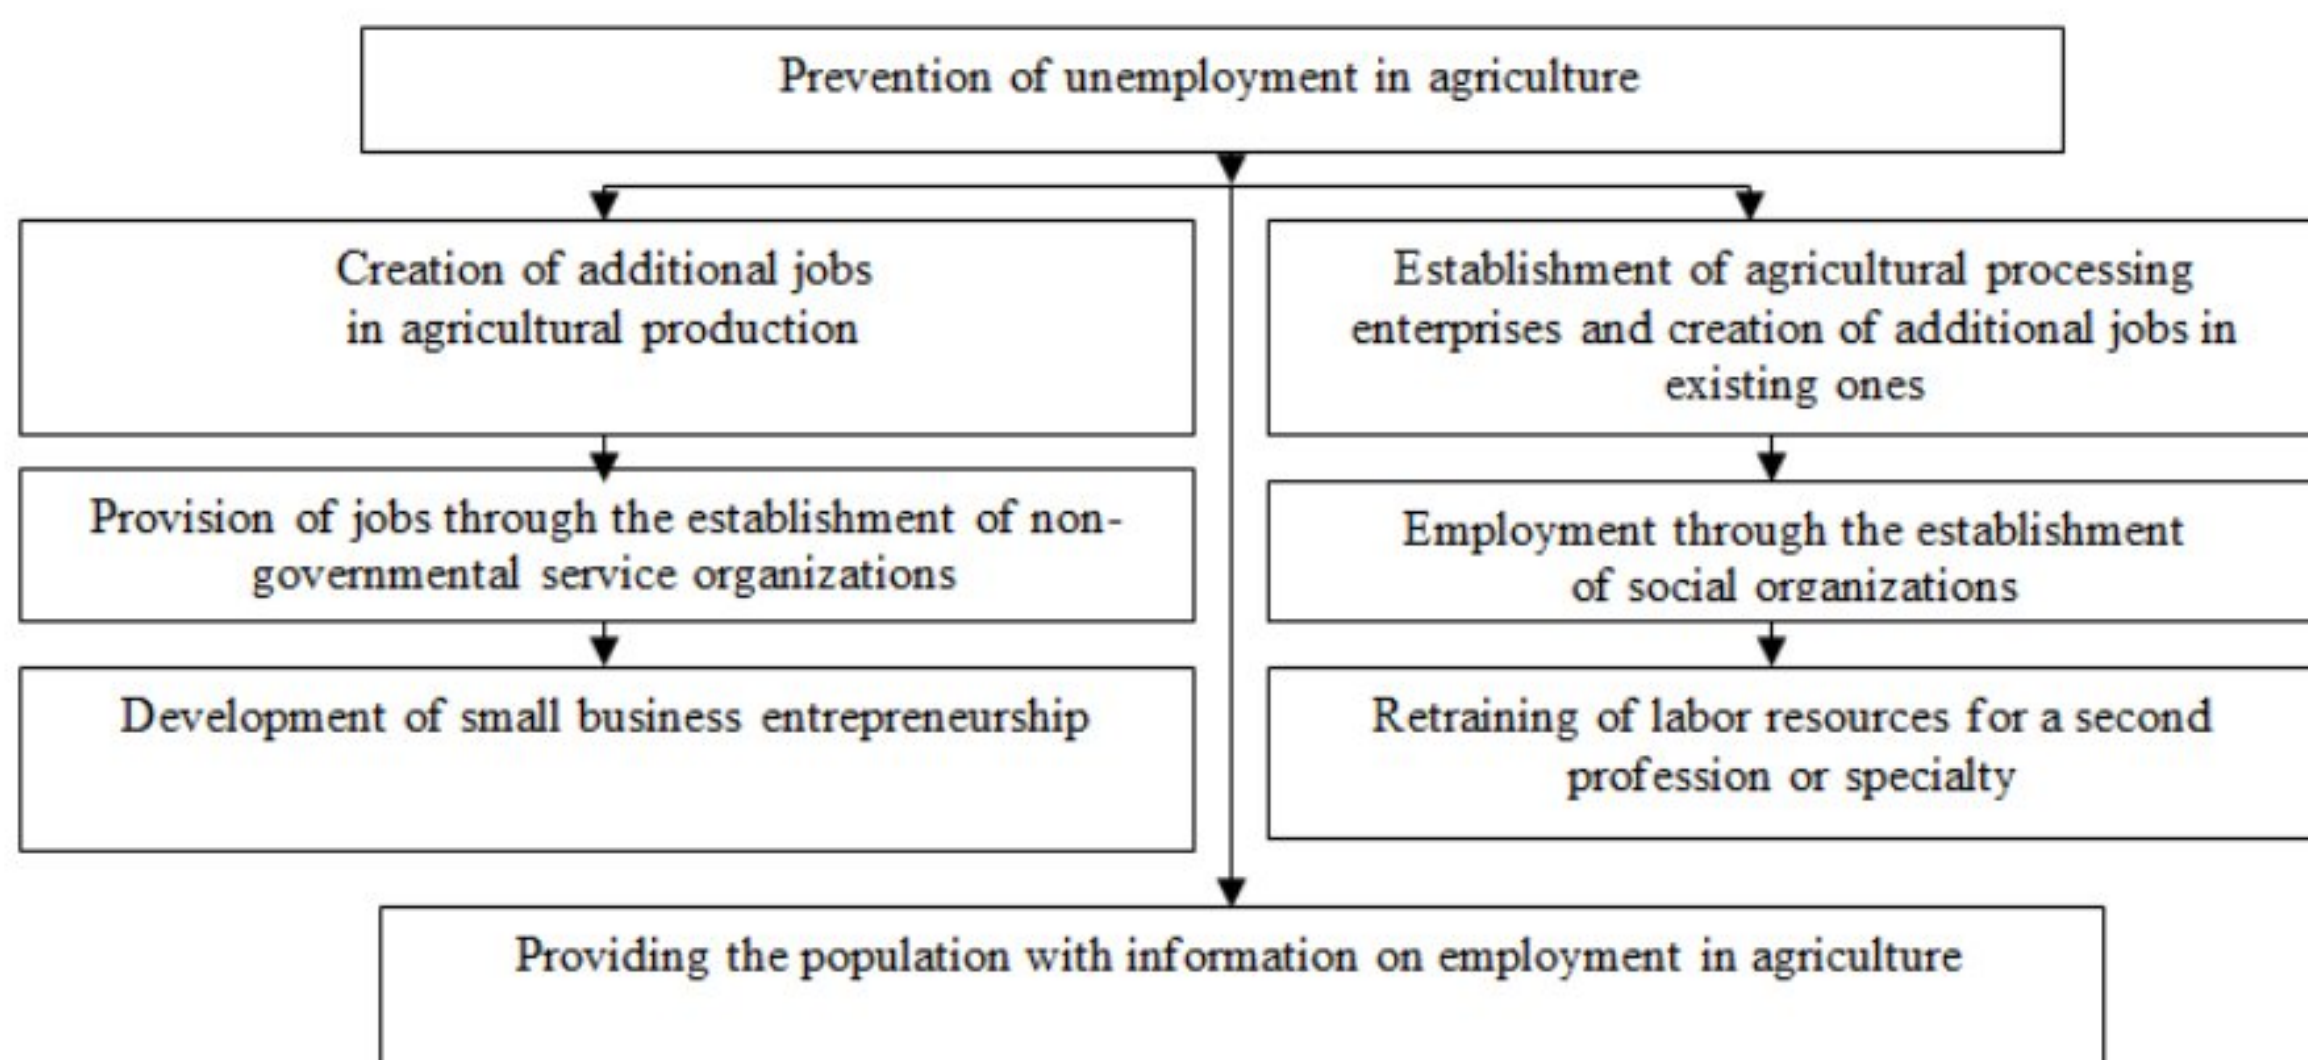 Prevention of unemployment in agriculture
Creation of additional jobs
in agricultural production
Establishment of agricultural processing
enterprises and creation of additional jobs in
existing ones
Provision of jobs through the establishment of non-
governmental service organizations
Employment through the establishment
of social organizations
Development of small business entrepreneurship
Retraining of labor resources for a second
profession or specialty
Providing the population with information on employment in agriculture